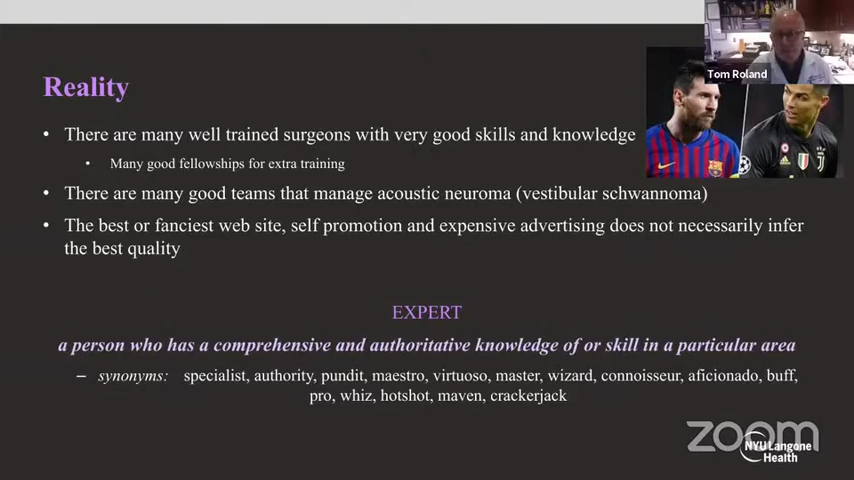 Tom Roland
Reality
• There are many well trained surgeons with very good skills and knowledge
• Many good fellowships for extra training
• There are many good teams that manage acoustic neuroma (vestibular schwannoma)
• The best or fanciest web site, self promotion and expensive advertising does not necessarily infer
the best quality
EXPERT
a person who has a comprehensive and authoritative knowledge of or skill in a particular area
– synonyms: specialist, authority, pundit, maestro, virtuoso, master, wizard, connoisseur, aficionado, buff,
pro, whiz, hotshot, maven, crackerjack
zoom
NYU Langone
Health